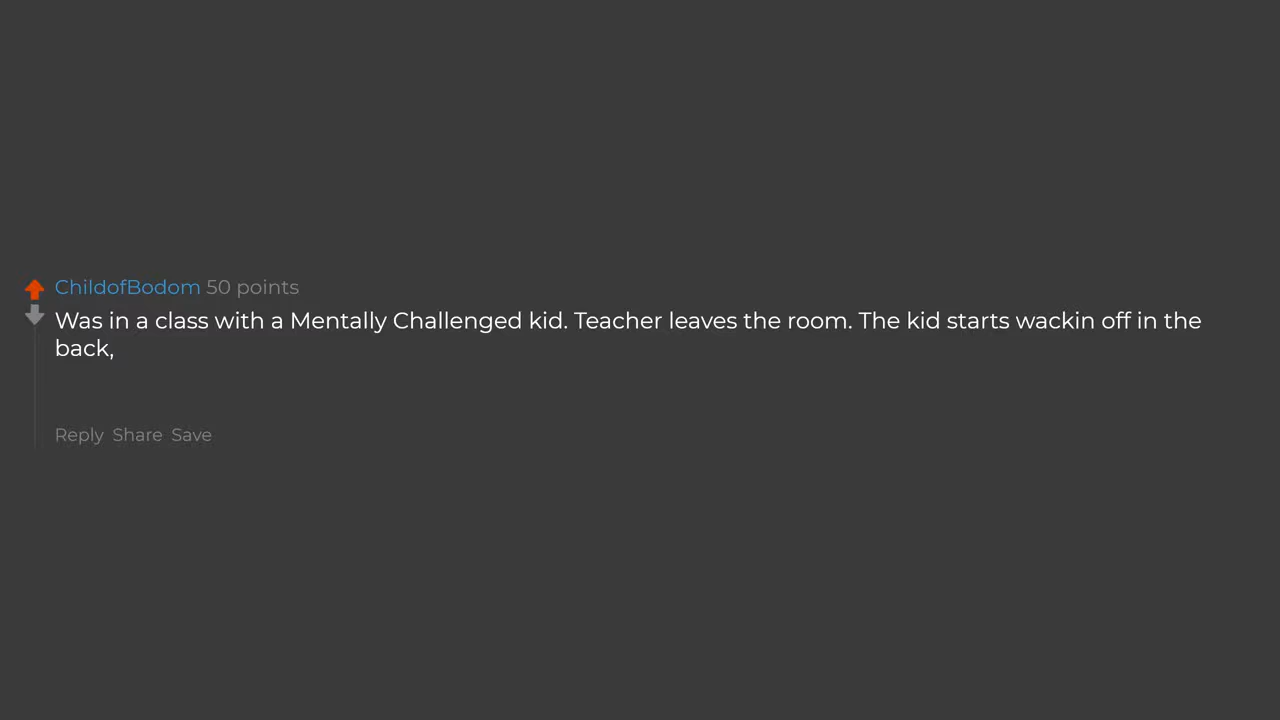 ChildofBodom 50 points
Was in a class with a Mentally Challenged kid. Teacher leaves the room. The kid starts wackin off in the
back,
Reply Share Save